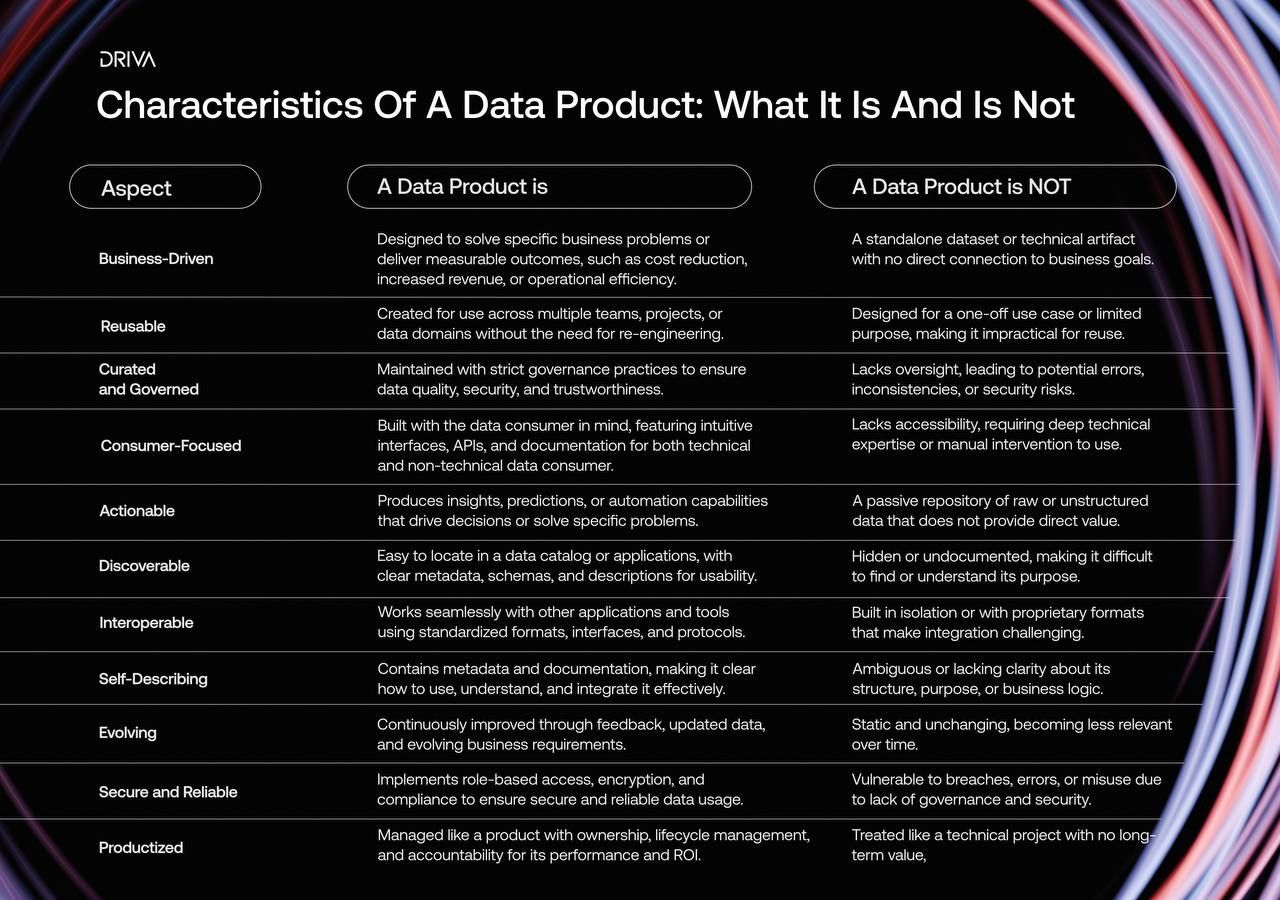 DRIVA
Characteristics Of A Data Product: What It Is And Is Not
Aspect
A Data Product is
A Data Product is NOT
Business-Driven
Designed to solve specific business problems or
deliver measurable outcomes, such as cost reduction,
increased revenue, or operational efficiency.
A standalone dataset or technical artifact
with no direct connection to business goals.
Reusable
Created for use across multiple teams, projects, or
data domains without the need for re-engineering.
Designed for a one-off use case or limited
purpose, making it impractical for reuse.
Curated
and Governed
Maintained with strict governance practices to ensure
data quality, security, and trustworthiness.
Lacks oversight, leading to potential errors,
inconsistencies, or security risks.
Consumer-Focused
Built with the data consumer in mind, featuring intuitive
interfaces, APIs, and documentation for both technical
and non-technical data consumer.
Lacks accessibility, requiring deep technical
expertise or manual intervention to use.
Actionable
Produces insights, predictions, or automation capabilities
that drive decisions or solve specific problems.
A passive repository of raw or unstructured
data that does not provide direct value.
Discoverable
Easy to locate in a data catalog or applications, with
clear metadata, schemas, and descriptions for usability.
Hidden or undocumented, making it difficult
to find or understand its purpose.
Interoperable
Works seamlessly with other applications and tools
using standardized formats, interfaces, and protocols.
Built in isolation or with proprietary formats
that make integration challenging.
Self-Describing
Contains metadata and documentation, making it clear
how to use, understand, and integrate it effectively.
Ambiguous or lacking clarity about its
structure, purpose, or business logic.
Evolving
Continuously improved through feedback, updated data,
and evolving business requirements.
Static and unchanging, becoming less relevant
over time.
Secure and Reliable
Implements role-based access, encryption, and
compliance to ensure secure and reliable data usage.
Vulnerable to breaches, errors, or misuse due
to lack of governance and security.
Productized
Managed like a product with ownership, lifecycle management,
and accountability for its performance and ROI.
Treated like a technical project with no long-
term value,